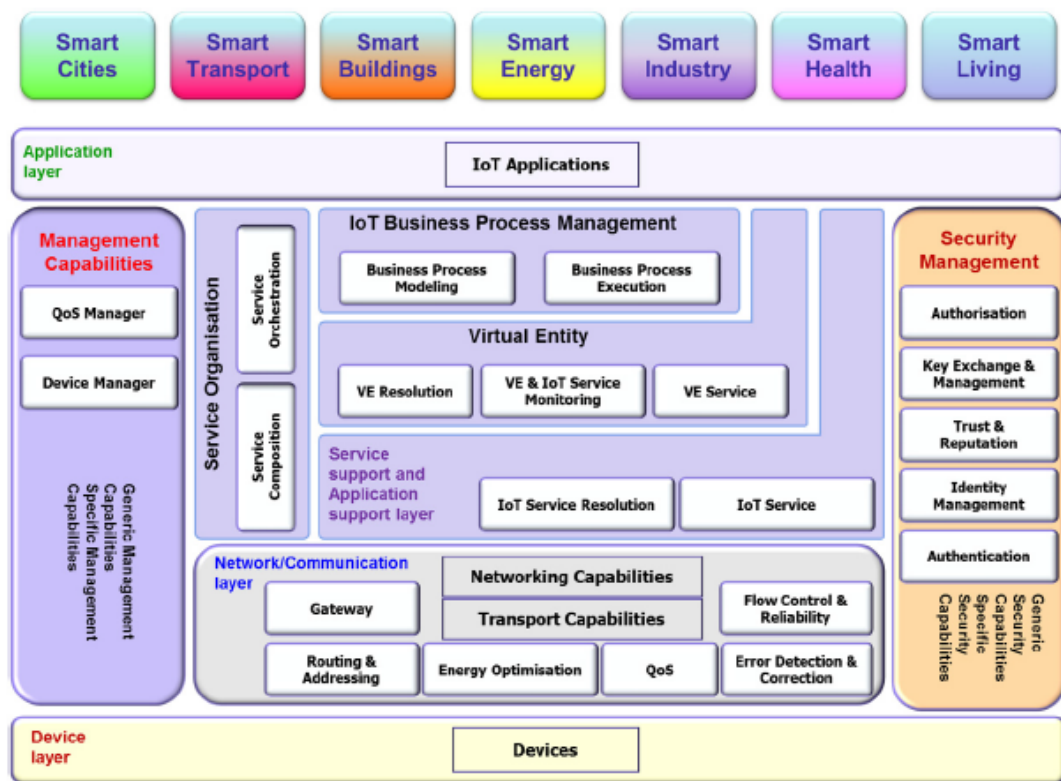 Smart
Cities
Smart
Transport
Smart
Buildings
Smart
Energy
Smart
Industry
Smart
Health
Smart
Living
Application
layer
IoT Applications
Management
Capabilities
QoS Manager
Device Manager
Generic Management
Capabilities
Specific Management
Capabilities
Service Organisation
Service
Orchestration
Service
Composition
IoT Business Process Management
Business Process
Modeling
Business Process
Execution
Virtual Entity
VE Resolution
VE & IoT Service
Monitoring
VE Service
Service
support and
Application
support layer
IoT Service Resolution
IoT Service
Security
Management
Authorisation
Key Exchange &
Management
Trust &
Reputation
Identity
Management
Authentication
Generic
Security
Capabilities
Specific
Security
Capabilities
Network/Communication
layer
Networking Capabilities
Gateway
Transport Capabilities
Flow Control &
Reliability
Routing &
Addressing
Energy Optimisation
QoS
Error Detection &
Correction
Device
layer
Devices